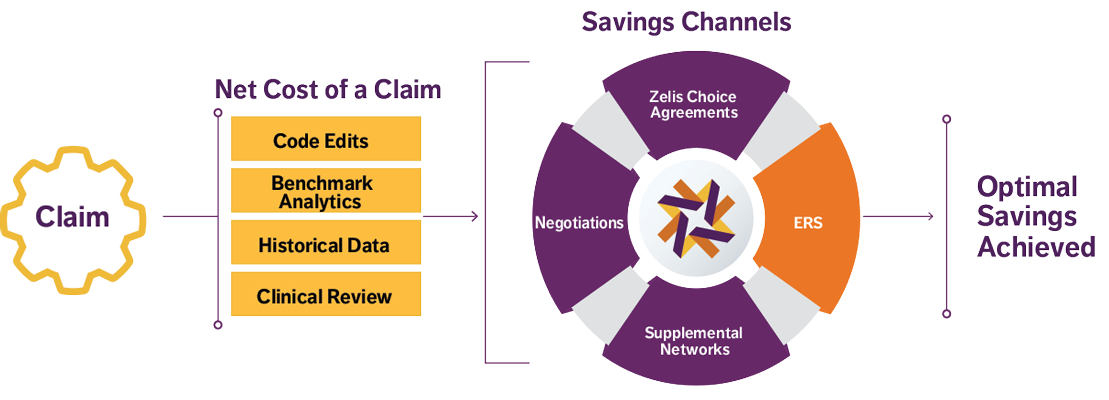 Savings Channels
Net Cost of a Claim
Claim
Code Edits
Benchmark
Analytics
Historical Data
Clinical Review
Zelis Choice
Agreements
Negotiations
ERS
Supplemental
Networks
Optimal
Savings
Achieved